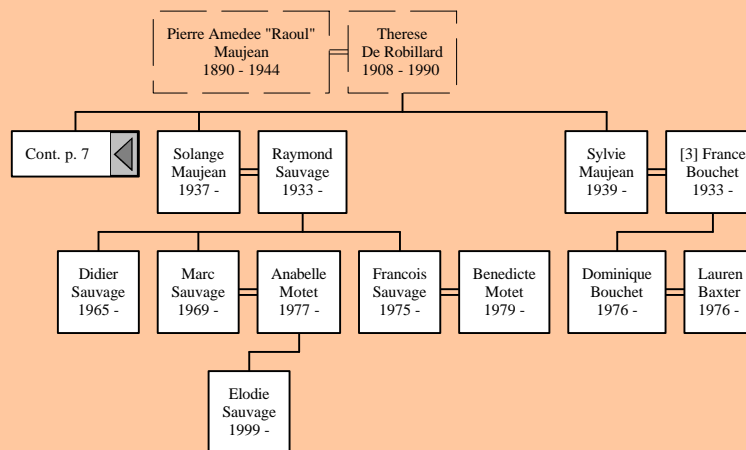 Pierre Amedee "Raoul"
Maujean
1890 - 1944
Therese
De Robillard
1908 - 1990
Cont. p. 7
Solange
Maujean
1937 -
Raymond
Sauvage
1933 -
Sylvie
Maujean
1939 -
[3] France
Bouchet
1933 -
Didier
Sauvage
1965 -
Marc
Sauvage
1969 -
Anabelle
Motet
1977 -
Francois
Sauvage
1975 -
Benedicte
Motet
1979 -
Dominique
Bouchet
1976 -
Lauren
Baxter
1976 -
Elodie
Sauvage
1999 -